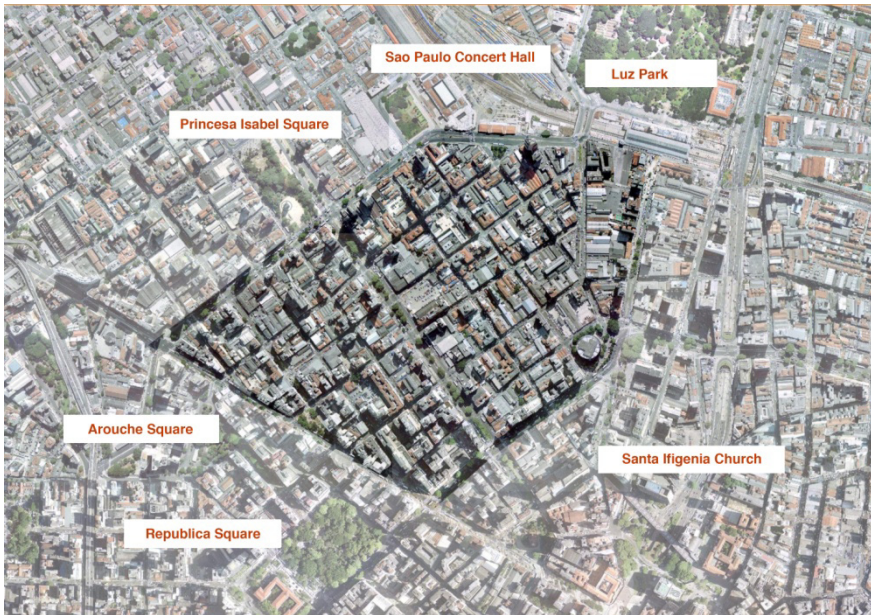 Sao Paulo Concert Hall
Luz Park
Princesa Isabel Square
Arouche Square
Santa Ifigenia Church
Republica Square